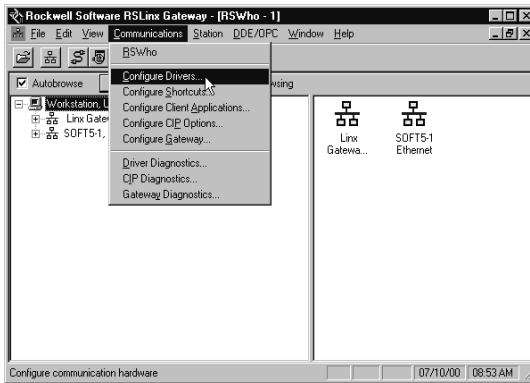 Rockwell Software RSLinx Gateway - [RSWho - 1]
File Edit View Communications Station DDE/OPC Window Help
RSWho
Configure Drivers...
Configure Shortcuts...
Configure Client Applications...
Configure CIP Options...
Configure Gateway...
Driver Diagnostics...
CIP Diagnostics...
Gateway Diagnostics...
Autobrowse
wsing
Workstation, L
Linx Gatew
SOFT5-1,
Linx
Gatewa...
SOFT5-1
Ethernet
Configure communication hardware
07/10/00 08:53 AM